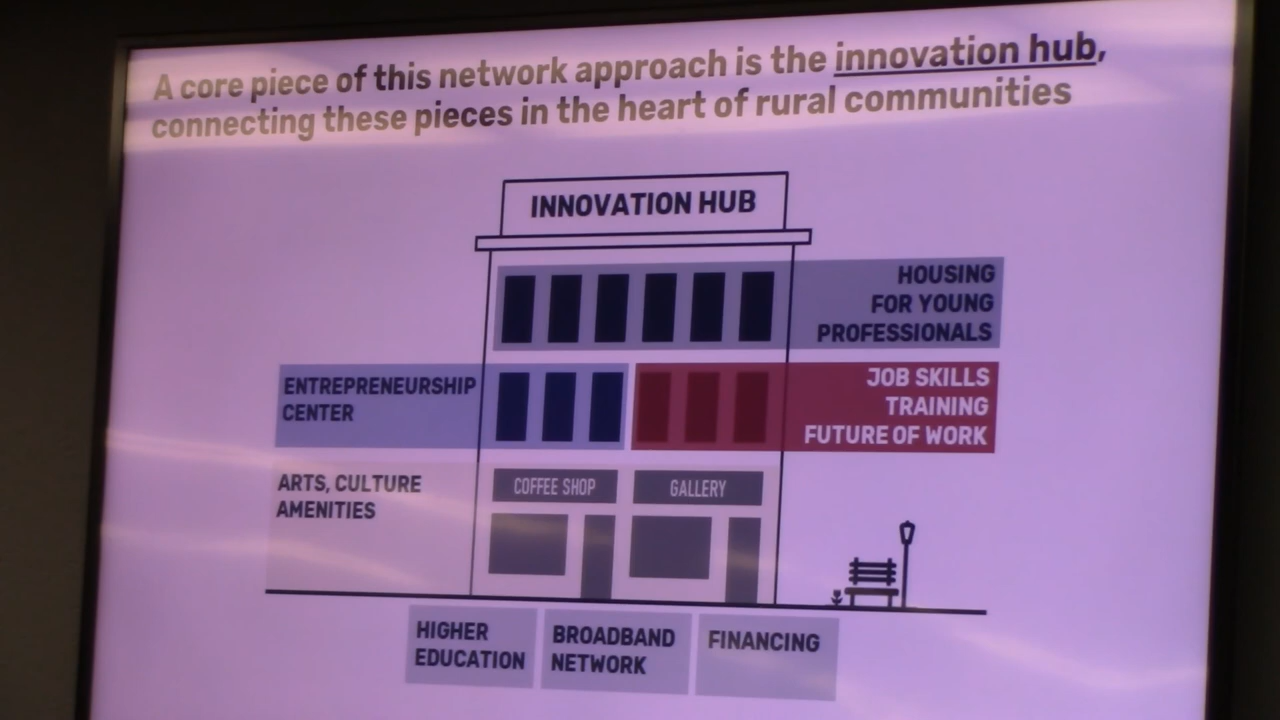 A core piece of this network approach is the innovation hub,
connecting these pieces in the heart of rural communities
INNOVATION HUB
HOUSING
FOR YOUNG
PROFESSIONALS
ENTREPRENEURSHIP
CENTER
JOB SKILLS
TRAINING
FUTURE OF WORK
ARTS, CULTURE
AMENITIES
COFFEE SHOP
GALLERY
HIGHER
EDUCATION
BROADBAND
NETWORK
FINANCING